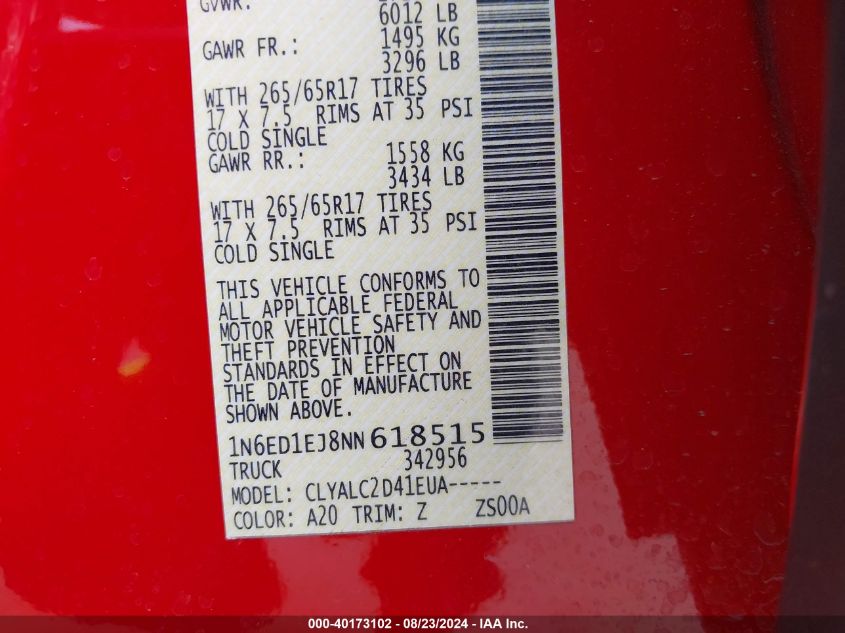 GVWR:
6012 LB
GAWR FR.: 1495 KG
3296 LB
WITH 265/65R17 TIRES
17 X 7.5 RIMS AT 35 PSI
COLD SINGLE
GAWR RR.: 1558 KG
3434 LB
WITH 265/65R17 TIRES
17 X 7.5 RIMS AT 35 PSI
COLD SINGLE
THIS VEHICLE CONFORMS TO
ALL APPLICABLE FEDERAL
MOTOR VEHICLE SAFETY AND
THEFT PREVENTION
STANDARDS IN EFFECT ON
THE DATE OF MANUFACTURE
SHOWN ABOVE.
1N6ED1EJ8NN618515
TRUCK 342956
MODEL: CLYALC2D41EUA-----
COLOR: A20 TRIM: Z ZS00A
000-40173102 - 08/23/2024 - IAA Inc.